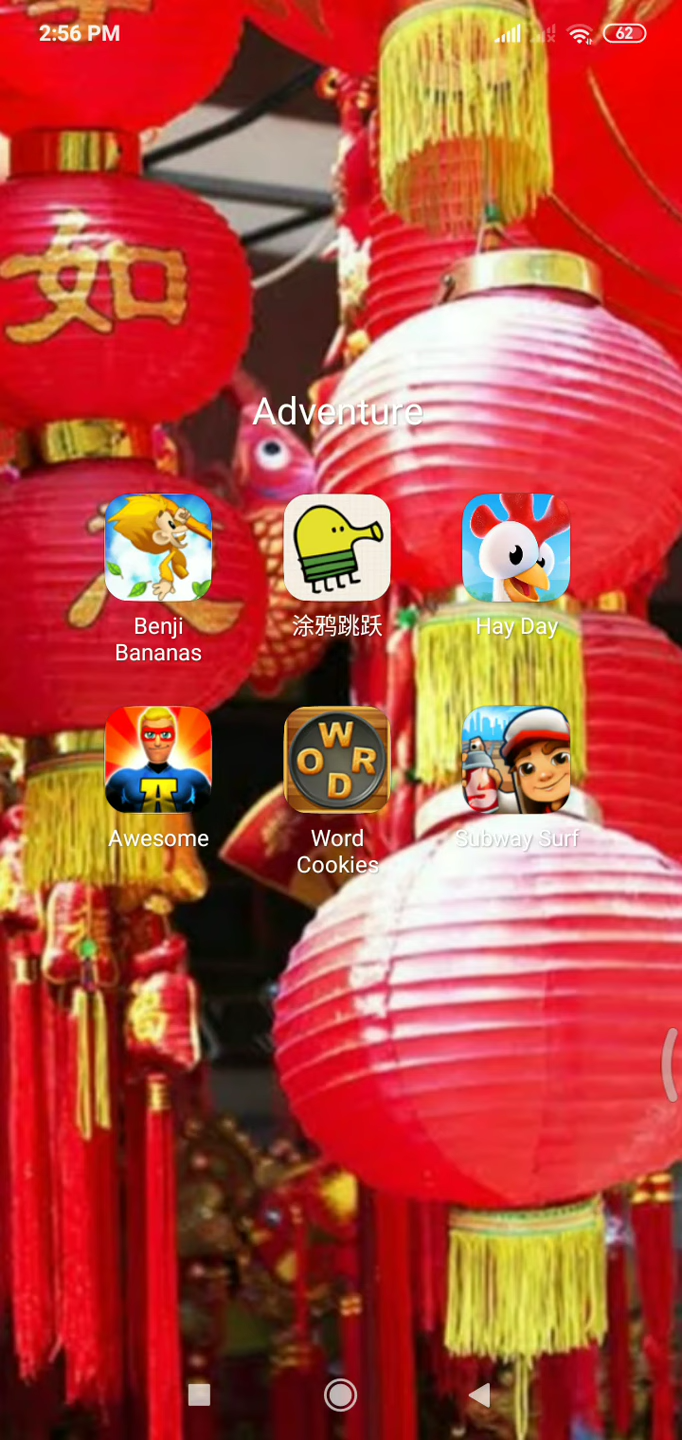 2:56 PM
62
如
Adventure
Benji
Bananas
涂鸦跳跃
Hay Day
A
WORD
Awesome
Word
Cookies
Subway Surf